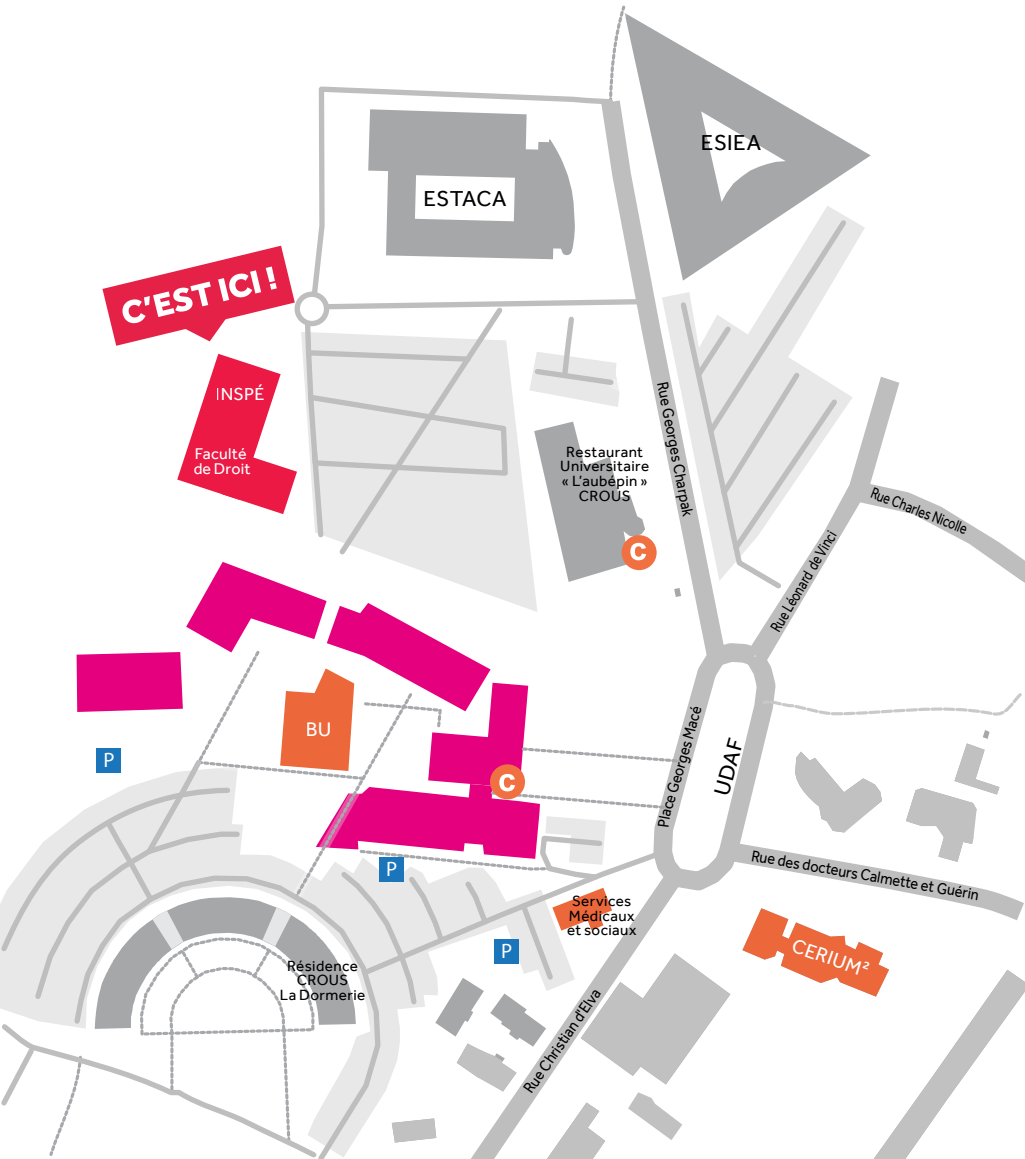 ESIEA
ESTACA
C'EST ICI !
INSPÉ
Faculté
de Droit
Rue Georges Charpak
Restaurant
Universitaire
« L'aubépin »
CROUS
C
Rue Charles Nicolle
Rue Léonard de Vinci
BU
P
C
Place Georges Macé
UDAF
P
Rue des docteurs Calmette et Guérin
Services
Médicaux
et sociaux
P
CERIUM²
Résidence
CROUS
La Dormerie
Rue Christian d'Elva